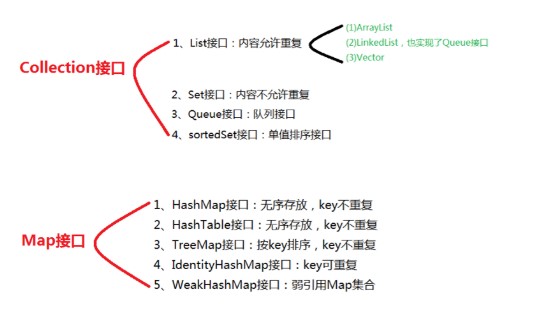 Collection接口
1、List接口：内容允许重复
(1)ArrayList
(2)LinkedList，也实现了Queue接口
(3)Vector
2、Set接口：内容不允许重复
3、Queue接口：队列接口
4、sortedSet接口：单值排序接口
Map接口
1、HashMap接口：无序存放，key不重复
2、HashTable接口：无序存放，key不重复
3、TreeMap接口：按key排序，key不重复
4、IdentityHashMap接口：key可重复
5、WeakHashMap接口：弱引用Map集合